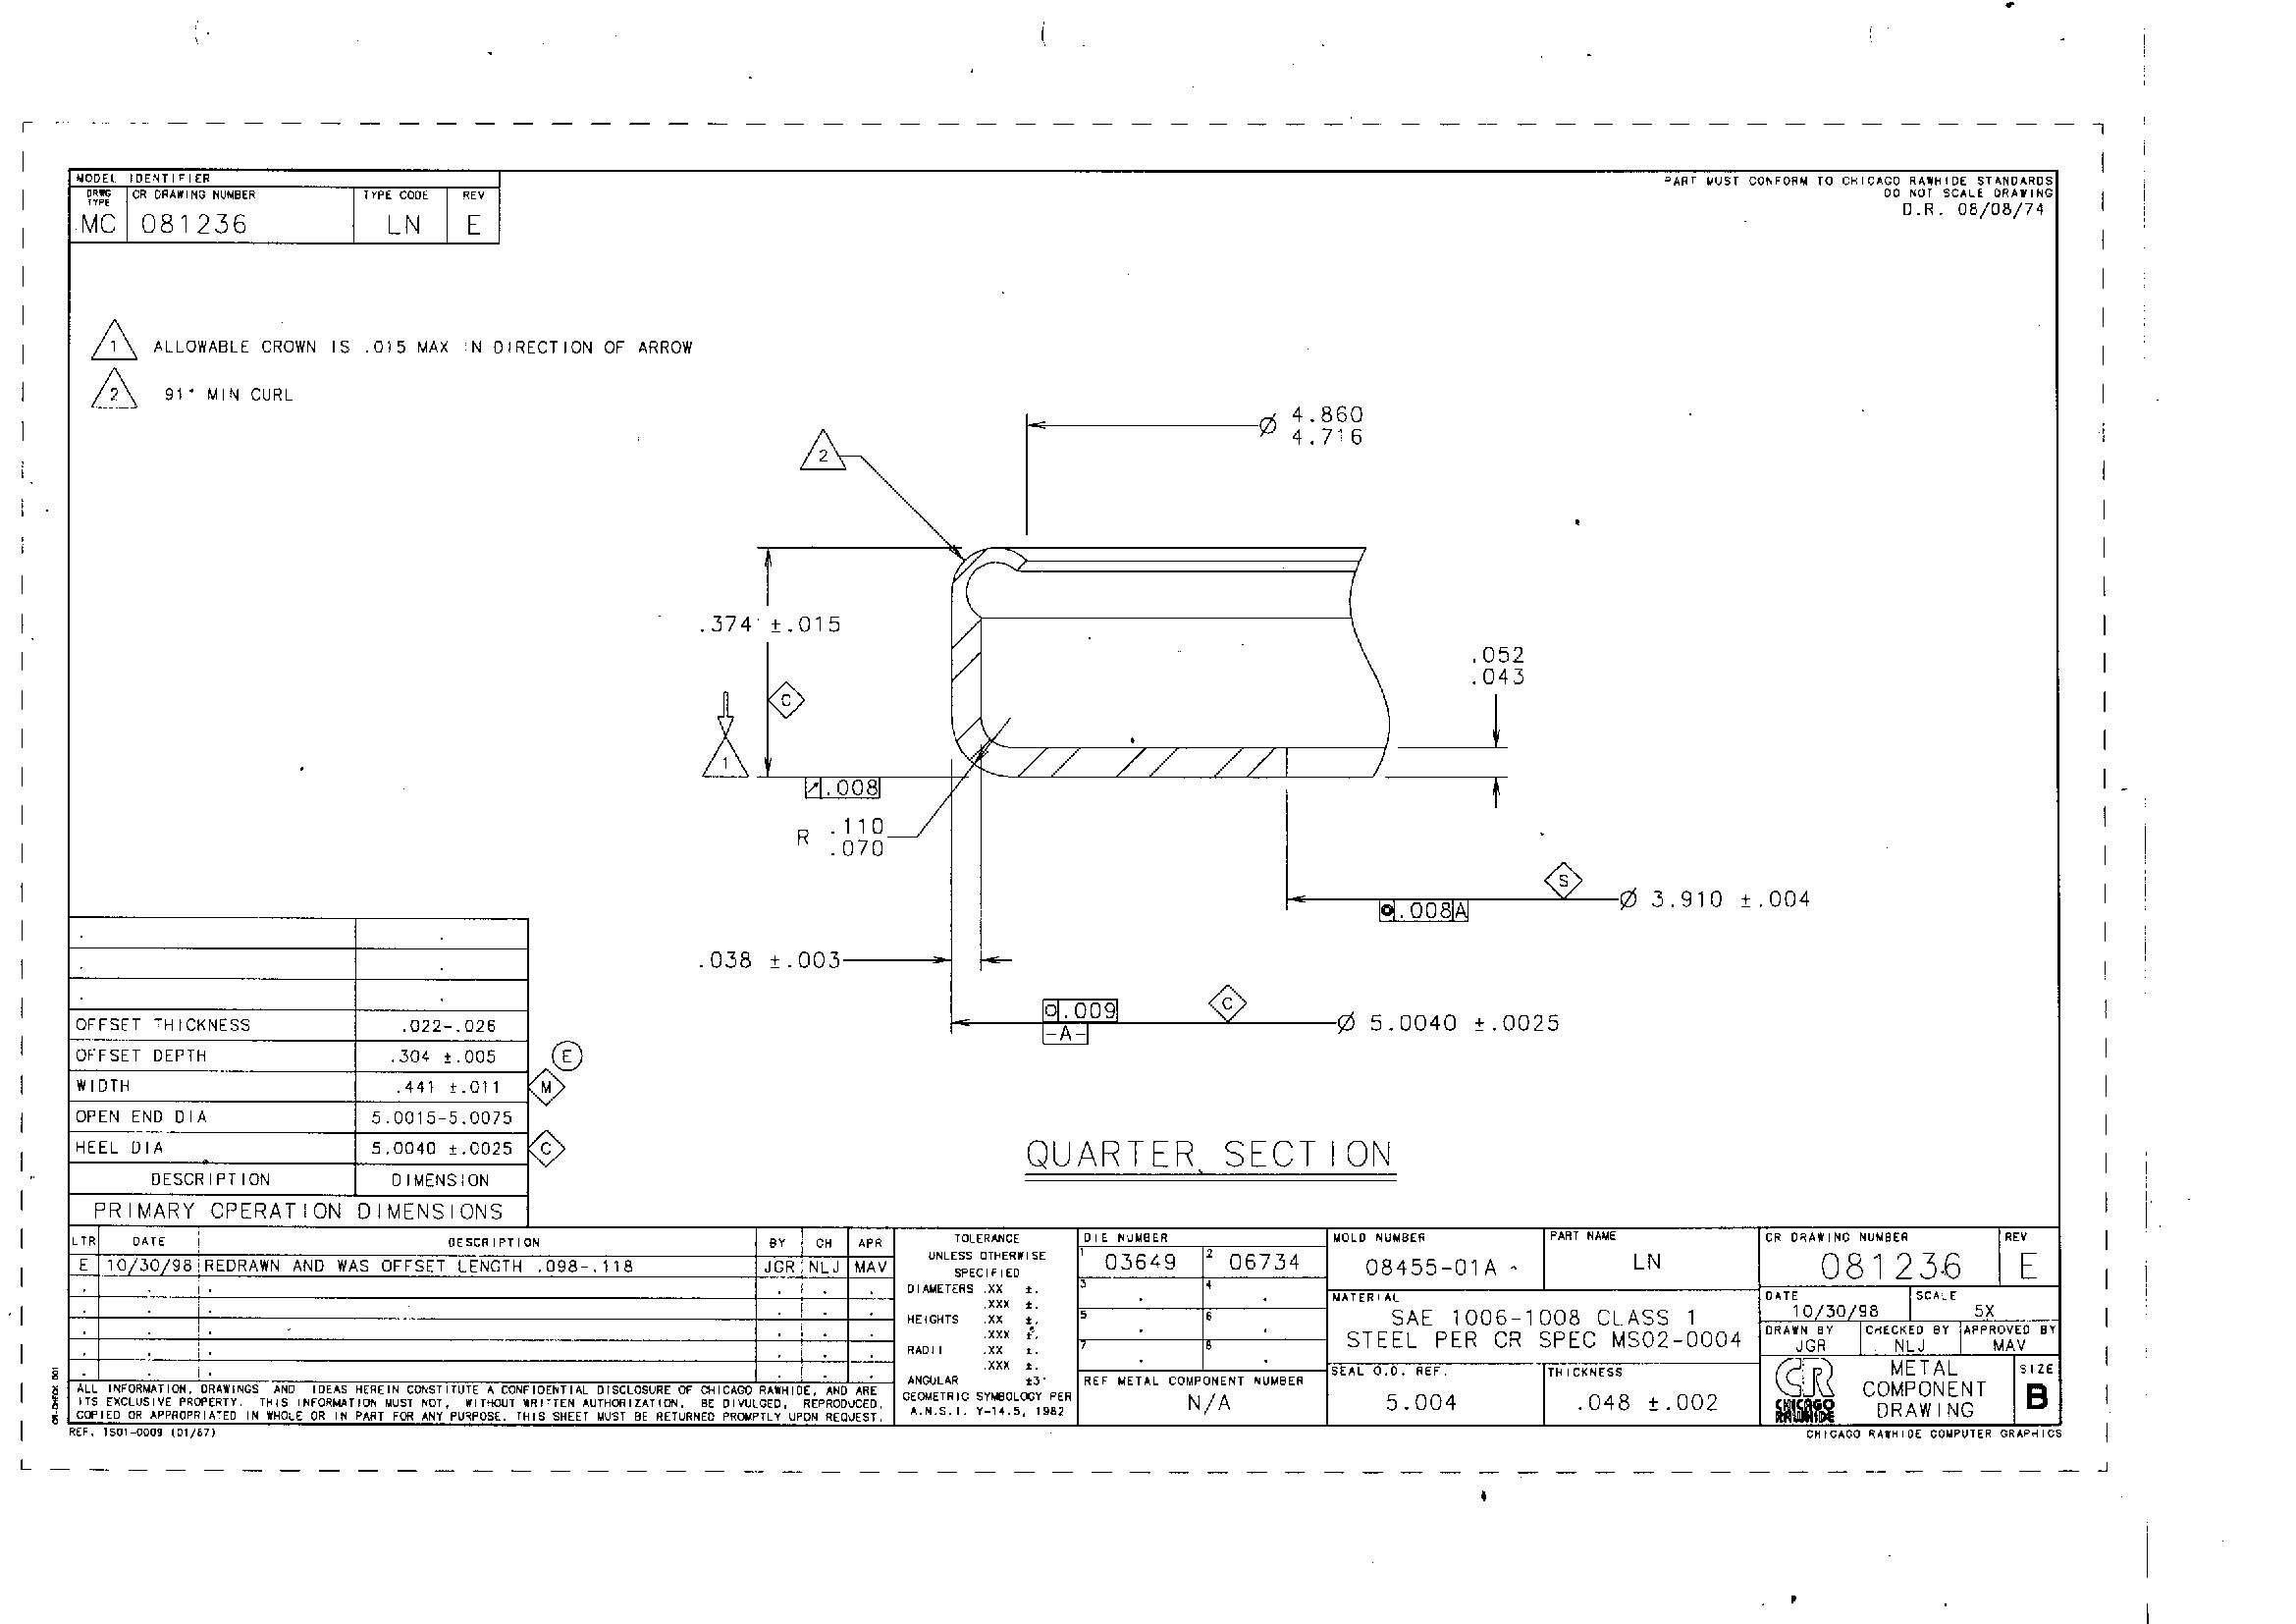 MODEL IDENTIFIER
DRWG TYPE CR DRAWING NUMBER TYPE CODE REV
MC 081236 LN E
PART MUST CONFORM TO CHICAGO RAWHIDE STANDARDS
DO NOT SCALE DRAWING
D.R. 08/08/74
1 ALLOWABLE CROWN IS .015 MAX IN DIRECTION OF ARROW
2 91° MIN CURL
Ø 4.860
4.716
2
.374 ±.015
.052
.043
C
1
.008
R .110
.070
S
Ø 3.910 ±.004
.008 A
.038 ±.003
.009
-A-
C
Ø 5.0040 ±.0025
QUARTER SECTION
OFFSET THICKNESS .022-.026
OFFSET DEPTH .304 ±.005 E
WIDTH .441 ±.011 M
OPEN END DIA 5.0015-5.0075
HEEL DIA 5.0040 ±.0025 C
DESCRIPTION DIMENSION
PRIMARY OPERATION DIMENSIONS
LTR DATE DESCRIPTION BY CH APR
E 10/30/98 REDRAWN AND WAS OFFSET LENGTH .098-.118 JGR NLJ MAV
ALL INFORMATION, DRAWINGS AND IDEAS HEREIN CONSTITUTE A CONFIDENTIAL DISCLOSURE OF CHICAGO RAWHIDE, AND ARE
ITS EXCLUSIVE PROPERTY. THIS INFORMATION MUST NOT, WITHOUT WRITTEN AUTHORIZATION, BE DIVULGED, REPRODUCED,
COPIED OR APPROPRIATED IN WHOLE OR IN PART FOR ANY PURPOSE. THIS SHEET MUST BE RETURNED PROMPTLY UPON REQUEST.
REF. 1S01-0009 (01/87)
TOLERANCE
UNLESS OTHERWISE
SPECIFIED
DIAMETERS .XX ±.
.XXX ±.
HEIGHTS .XX ±.
.XXX ±.
RADII .XX ±.
.XXX ±.
ANGULAR ±3°
GEOMETRIC SYMBOLOGY PER
A.N.S.I. Y-14.5, 1982
DIE NUMBER
1 03649 2 06734
3 4
5 6
7 8
REF METAL COMPONENT NUMBER
N/A
MOLD NUMBER
08455-01A
PART NAME
LN
MATERIAL
SAE 1006-1008 CLASS 1
STEEL PER CR SPEC MS02-0004
SEAL O.D. REF.
5.004
THICKNESS
.048 ±.002
CR DRAWING NUMBER REV
081236 E
DATE SCALE
10/30/98 5X
DRAWN BY CHECKED BY APPROVED BY
JGR NLJ MAV
CR
CHICAGO
RAWHIDE
METAL
COMPONENT
DRAWING
SIZE
B
CHICAGO RAWHIDE COMPUTER GRAPHICS